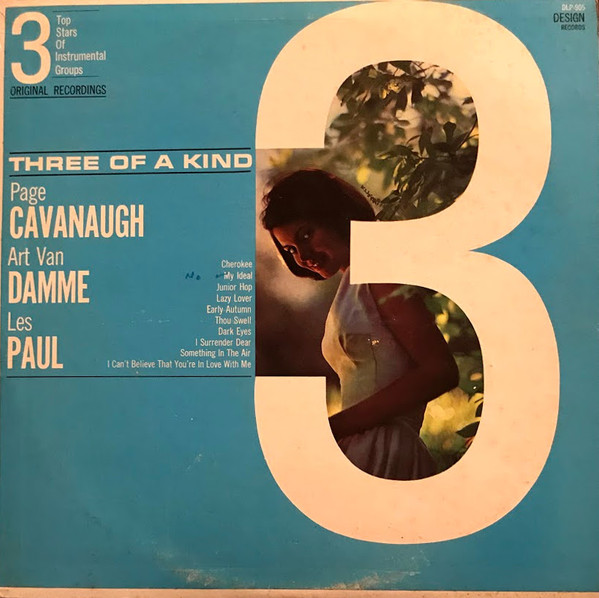 3
Top
Stars
Of
Instrumental
Groups
ORIGINAL RECORDINGS
DLP-905
DESIGN
RECORDS
THREE OF A KIND
Page
CAVANAUGH
Art Van
DAMME
Les
PAUL
Cherokee
My Ideal
Junior Hop
Lazy Lover
Early Autumn
Thou Swell
Dark Eyes
I Surrender Dear
Something In The Air
I Can't Believe That You're In Love With Me
3